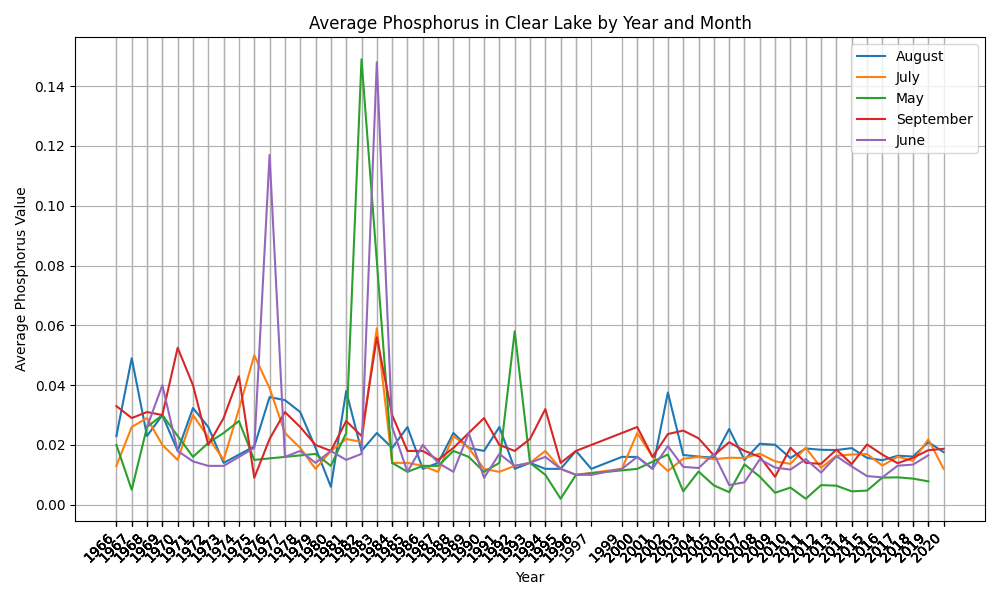 Average Phosphorus in Clear Lake by Year and Month
August
July
May
September
June
Average Phosphorus Value
0.14
0.12
0.10
0.08
0.06
0.04
0.02
0.00
1966 1967 1968 1969 1970 1971 1972 1973 1974 1975 1976 1977 1978 1979 1980 1981 1982 1983 1984 1985 1986 1987 1988 1989 1990 1991 1992 1993 1994 1995 1996 1997 1999 2000 2001 2002 2003 2004 2005 2006 2007 2008 2009 2010 2011 2012 2013 2014 2015 2016 2017 2018 2019 2020
Year